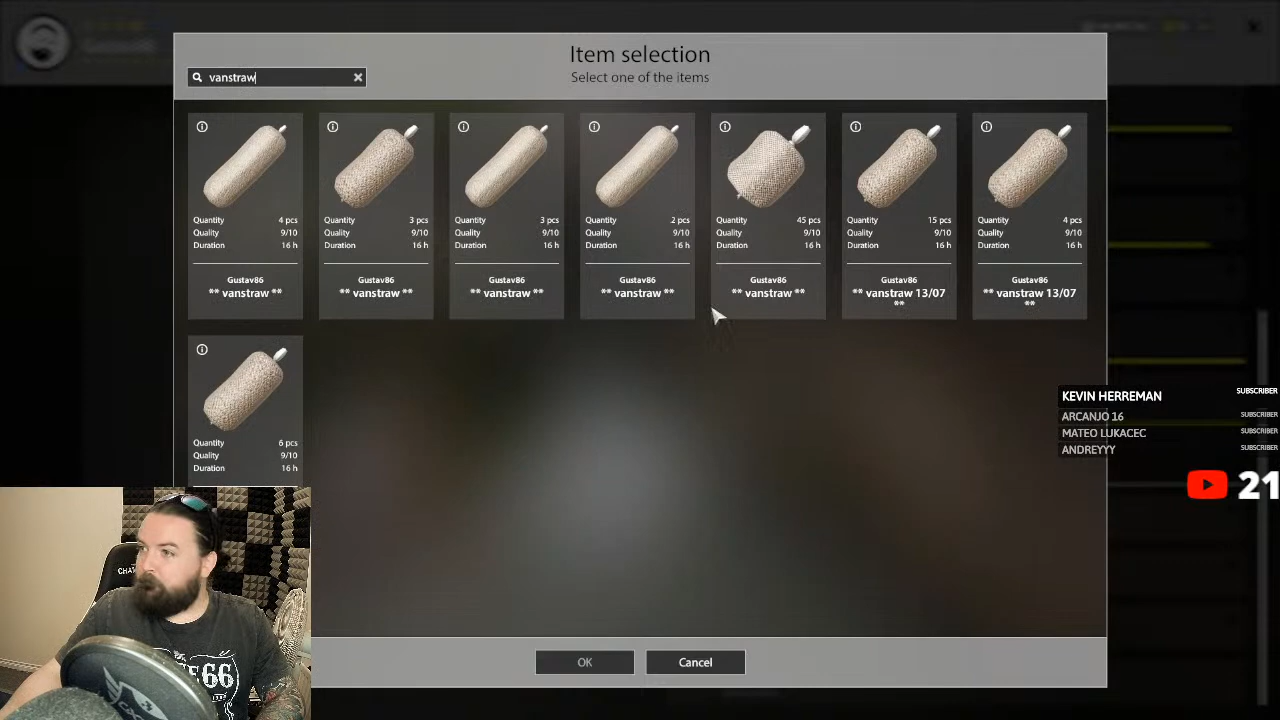 Item selection
vanstraw
Select one of the items
Quantity 4 pcs
Quality 9/10
Duration 16 h
Gustav86
** vanstraw **
Quantity 3 pcs
Quality 9/10
Duration 16 h
Gustav86
** vanstraw **
Quantity 3 pcs
Quality 9/10
Duration 16 h
Gustav86
** vanstraw **
Quantity 2 pcs
Quality 9/10
Duration 16 h
Gustav86
** vanstraw **
Quantity 45 pcs
Quality 9/10
Duration 16 h
Gustav86
** vanstraw **
Quantity 15 pcs
Quality 9/10
Duration 16 h
Gustav86
** vanstraw 13/07
**
Quantity 4 pcs
Quality 9/10
Duration 16 h
Gustav86
** vanstraw 13/07
**
Quantity 6 pcs
Quality 9/10
Duration 16 h
KEVIN HERREMAN SUBSCRIBER
ARCANJO 16 SUBSCRIBER
MATEO LUKACEC SUBSCRIBER
ANDREYYY SUBSCRIBER
21
66
OK
Cancel